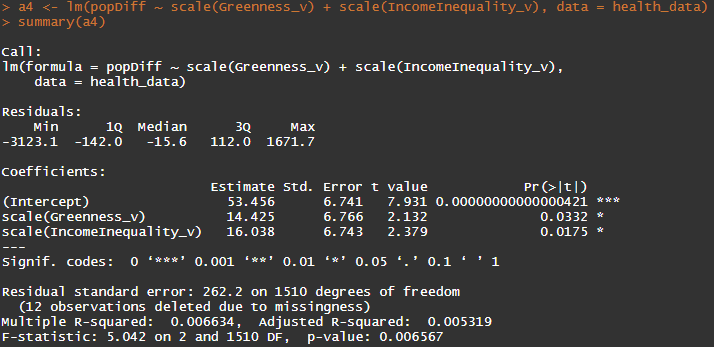 > a4 <- lm(popDiff ~ scale(Greenness_v) + scale(IncomeInequality_v), data = health_data)
> summary(a4)
Call:
lm(formula = popDiff ~ scale(Greenness_v) + scale(IncomeInequality_v),
    data = health_data)
Residuals:
    Min      1Q  Median      3Q     Max
-3123.1  -142.0   -15.6   112.0  1671.7
Coefficients:
                          Estimate Std. Error t value          Pr(>|t|)
(Intercept)                 53.456      6.741   7.931 0.00000000000000421 ***
scale(Greenness_v)          14.425      6.766   2.132            0.0332 *
scale(IncomeInequality_v)   16.038      6.743   2.379            0.0175 *
---
Signif. codes:  0 ‘***’ 0.001 ‘**’ 0.01 ‘*’ 0.05 ‘.’ 0.1 ‘ ’ 1
Residual standard error: 262.2 on 1510 degrees of freedom
  (12 observations deleted due to missingness)
Multiple R-squared:  0.006634,  Adjusted R-squared:  0.005319
F-statistic: 5.042 on 2 and 1510 DF,  p-value: 0.006567